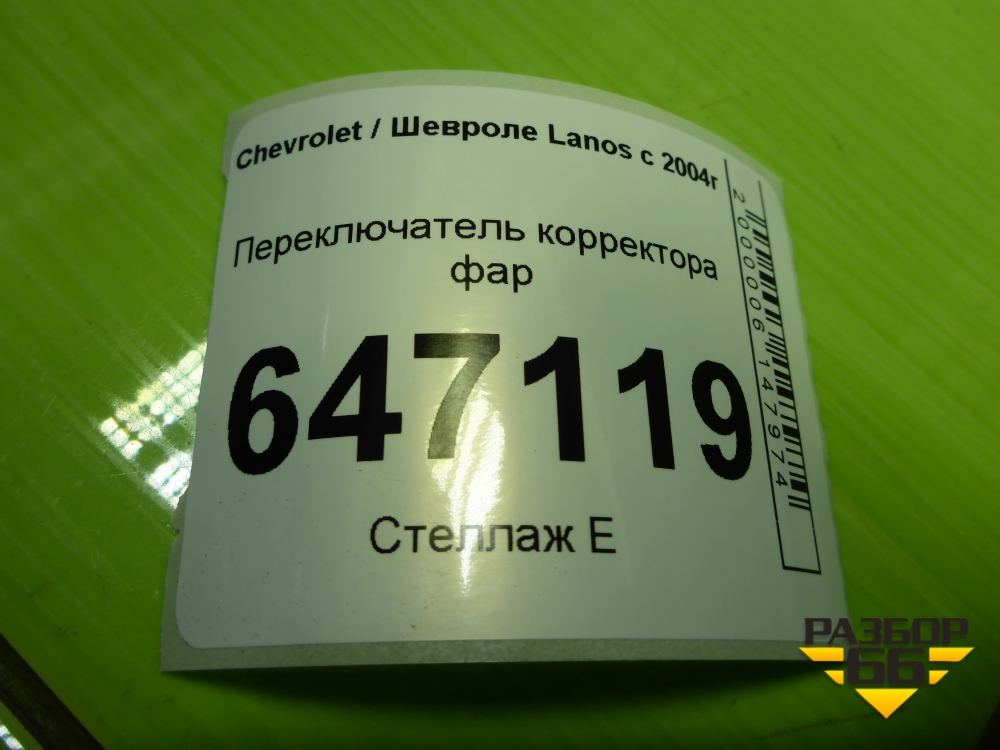 Chevrolet / Шевроле Lanos с 2004г
Переключатель корректора
фар
647119
Стеллаж Е
2000006147974
РАЗБОР
66